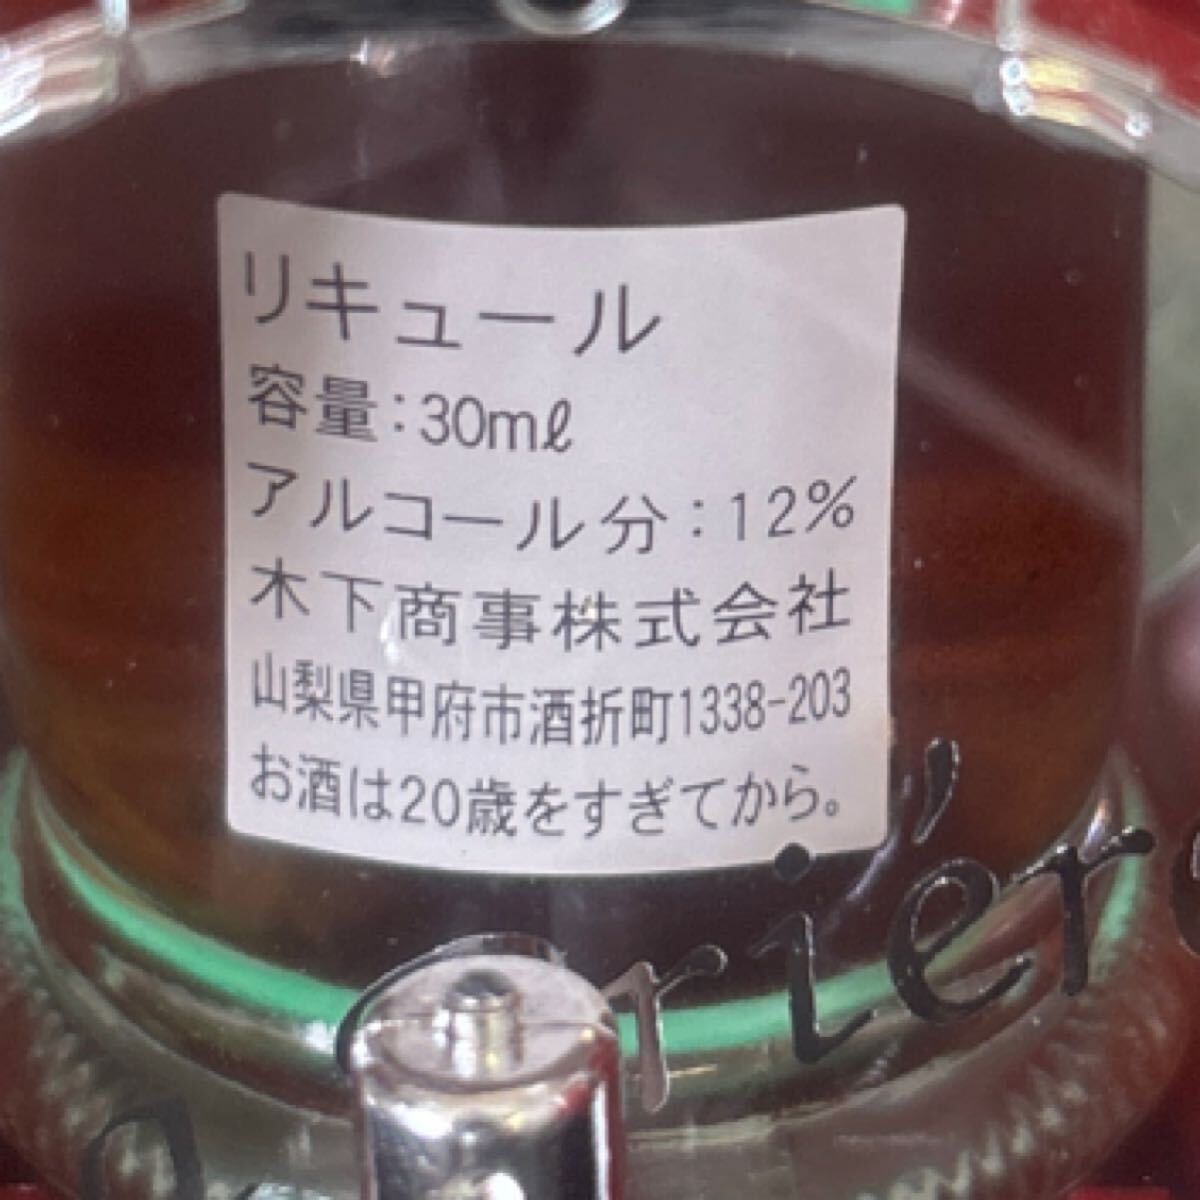 リキュール
容量:30mℓ
アルコール分:12%
木下商事株式会社
山梨県甲府市酒折町1338-203
お酒は20歳をすぎてから。